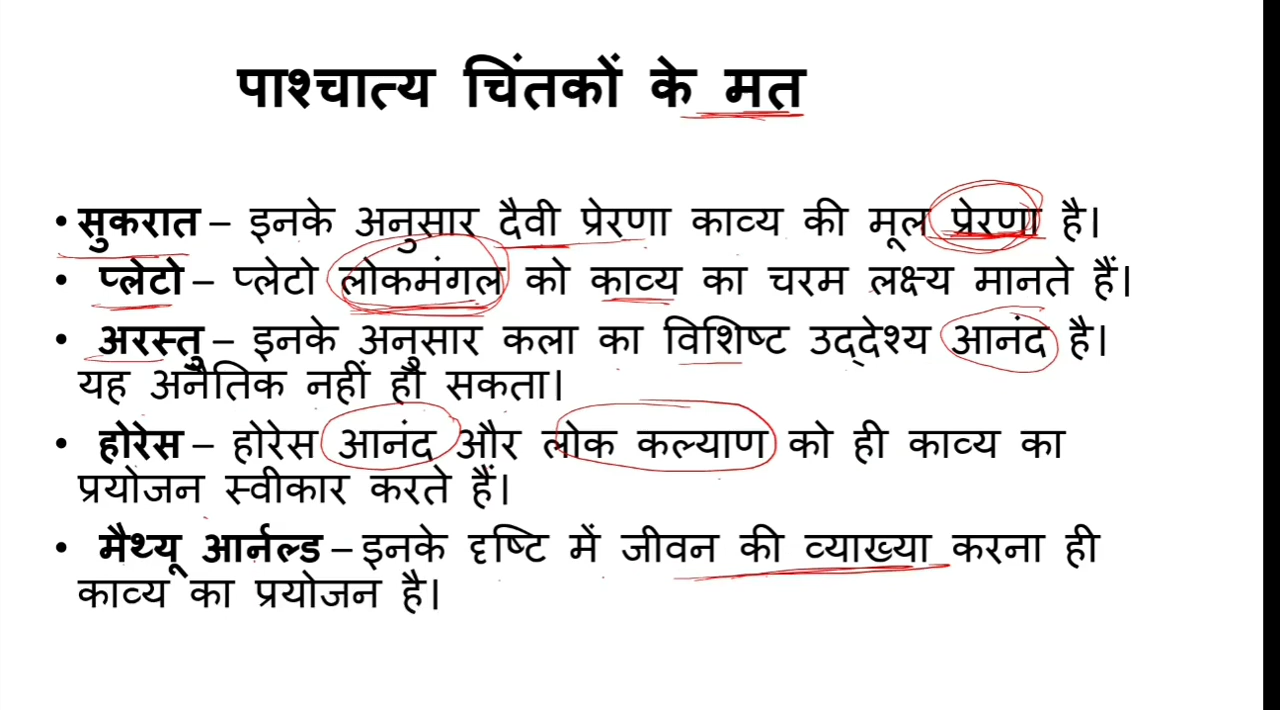 पाश्चात्य चिंतकों के मत
• सुकरात – इनके अनुसार दैवी प्रेरणा काव्य की मूल प्रेरणा है।
• प्लेटो – प्लेटो लोकमंगल को काव्य का चरम लक्ष्य मानते हैं।
• अरस्तु – इनके अनुसार कला का विशिष्ट उद्देश्य आनंद है।
यह अनैतिक नहीं हो सकता।
• होरेस – होरेस आनंद और लोक कल्याण को ही काव्य का
प्रयोजन स्वीकार करते हैं।
• मैथ्यू आर्नल्ड – इनके दृष्टि में जीवन की व्याख्या करना ही
काव्य का प्रयोजन है।